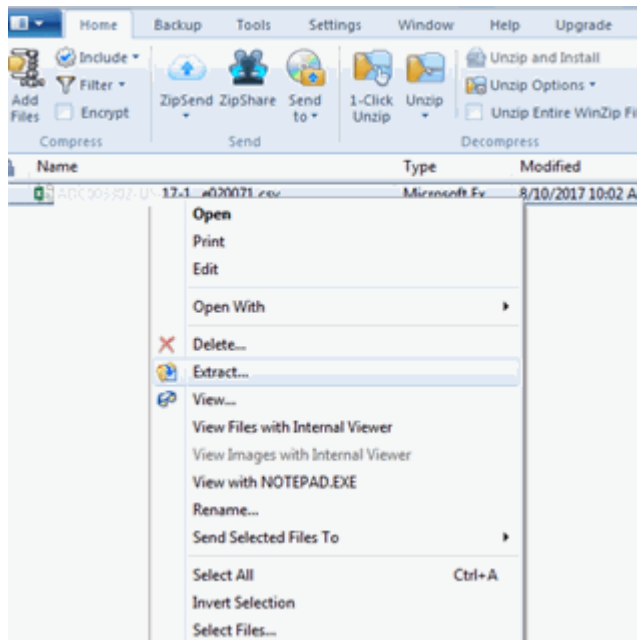 Home Backup Tools Settings Window Help Upgrade
Include Unzip and Install
Filter Unzip Options
Add Files Encrypt ZipSend ZipShare Send to 1-Click Unzip Unzip Unzip Entire WinZip Fi
Compress Send Decompress
Name Type Modified
17-1 e020071.csv Microsoft Ex 8/10/2017 10:02 A
Open
Print
Edit
Open With
Delete...
Extract...
View...
View Files with Internal Viewer
View Images with Internal Viewer
View with NOTEPAD.EXE
Rename...
Send Selected Files To
Select All Ctrl+A
Invert Selection
Select Files...